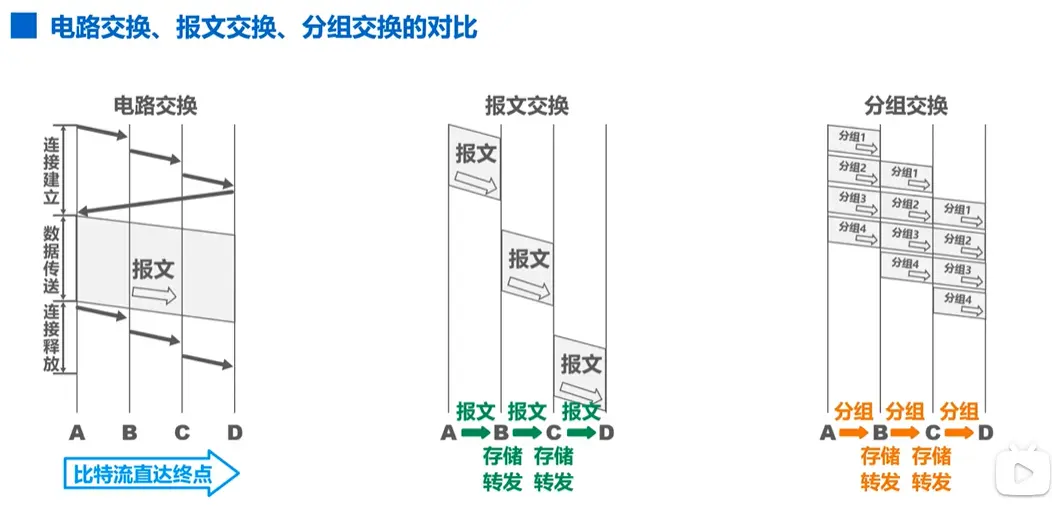 电路交换、报文交换、分组交换的对比
电路交换
连接建立
数据传送
报文
连接释放
A B C D
比特流直达终点
报文交换
报文
报文
报文
报文 报文 报文
A B C D
存储 存储
转发 转发
分组交换
分组1
分组2 分组1
分组3 分组2 分组1
分组4 分组3 分组2
分组4 分组3
分组4
分组 分组 分组
A B C D
存储 存储
转发 转发